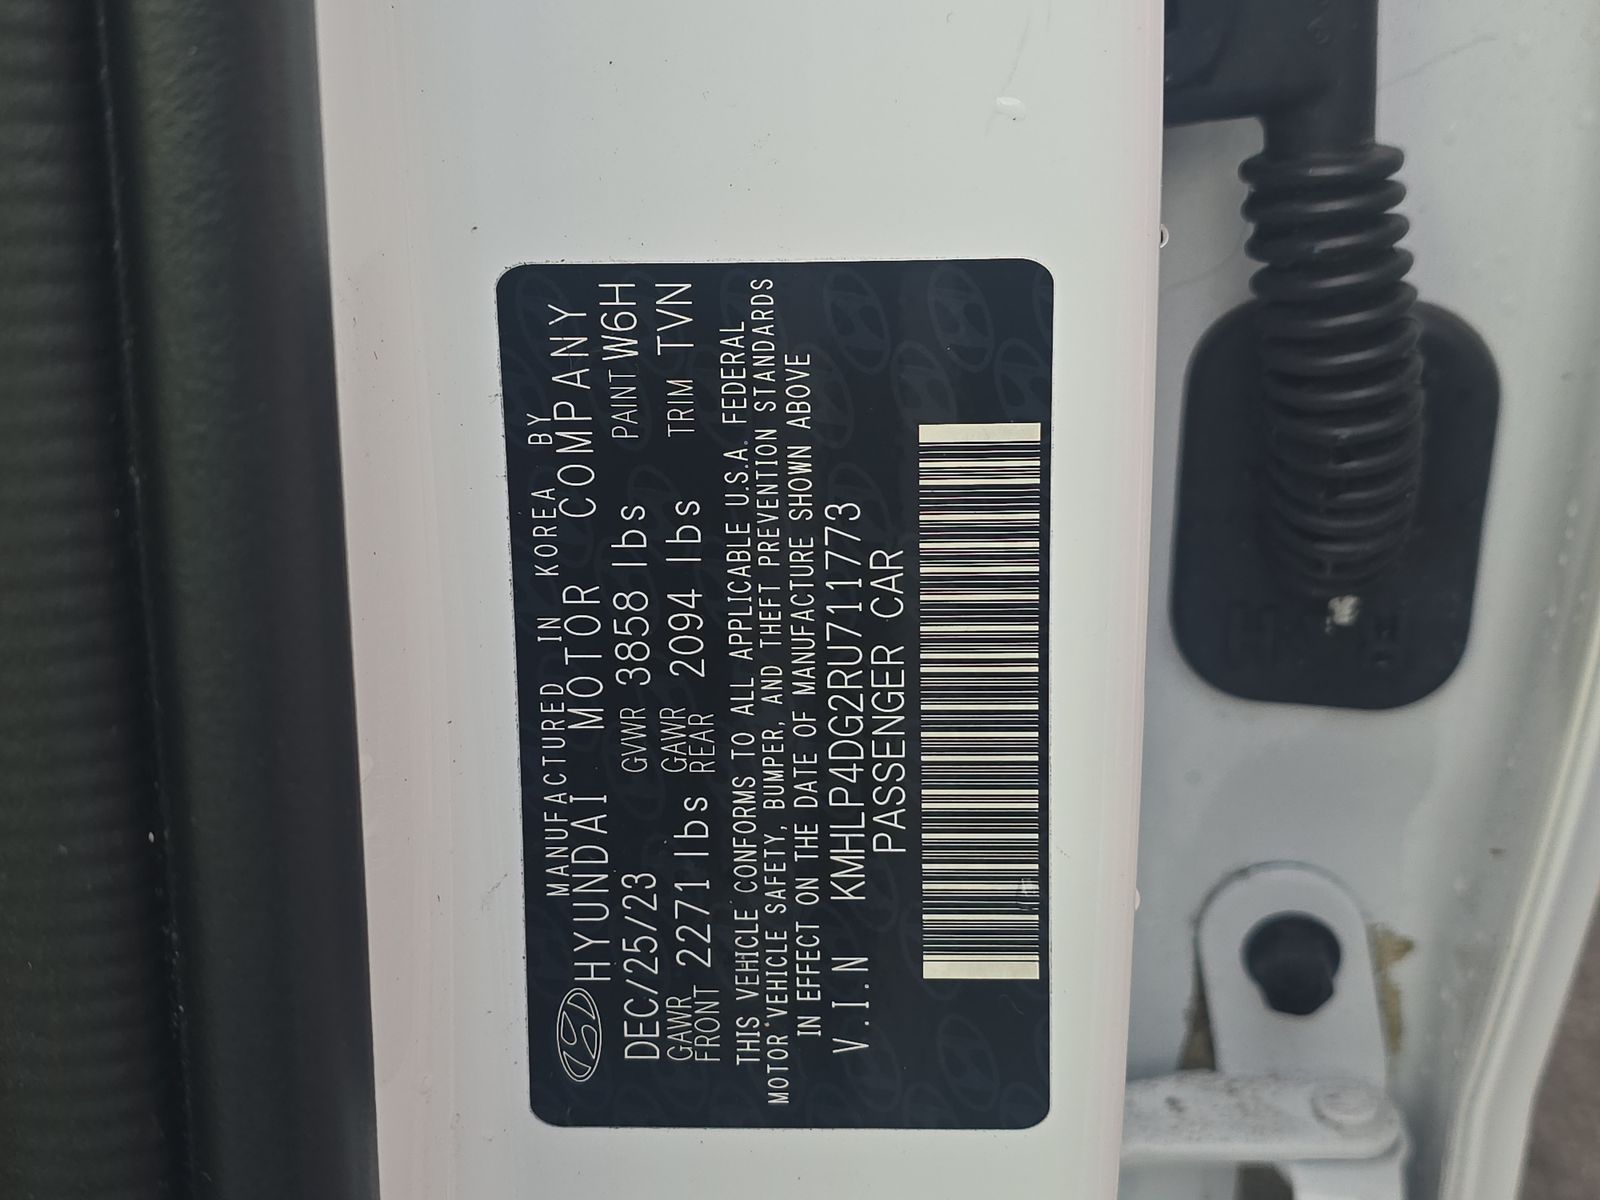 MANUFACTURED IN KOREA BY
HYUNDAI MOTOR COMPANY
DEC/25/23 GVWR 3858 lbs PAINT W6H
GAWR FRONT 2271 lbs GAWR REAR 2094 lbs TRIM TVN
THIS VEHICLE CONFORMS TO ALL APPLICABLE U.S.A. FEDERAL
MOTOR VEHICLE SAFETY, BUMPER, AND THEFT PREVENTION STANDARDS
IN EFFECT ON THE DATE OF MANUFACTURE SHOWN ABOVE
V.I.N KMHLP4DG2RU711773
PASSENGER CAR